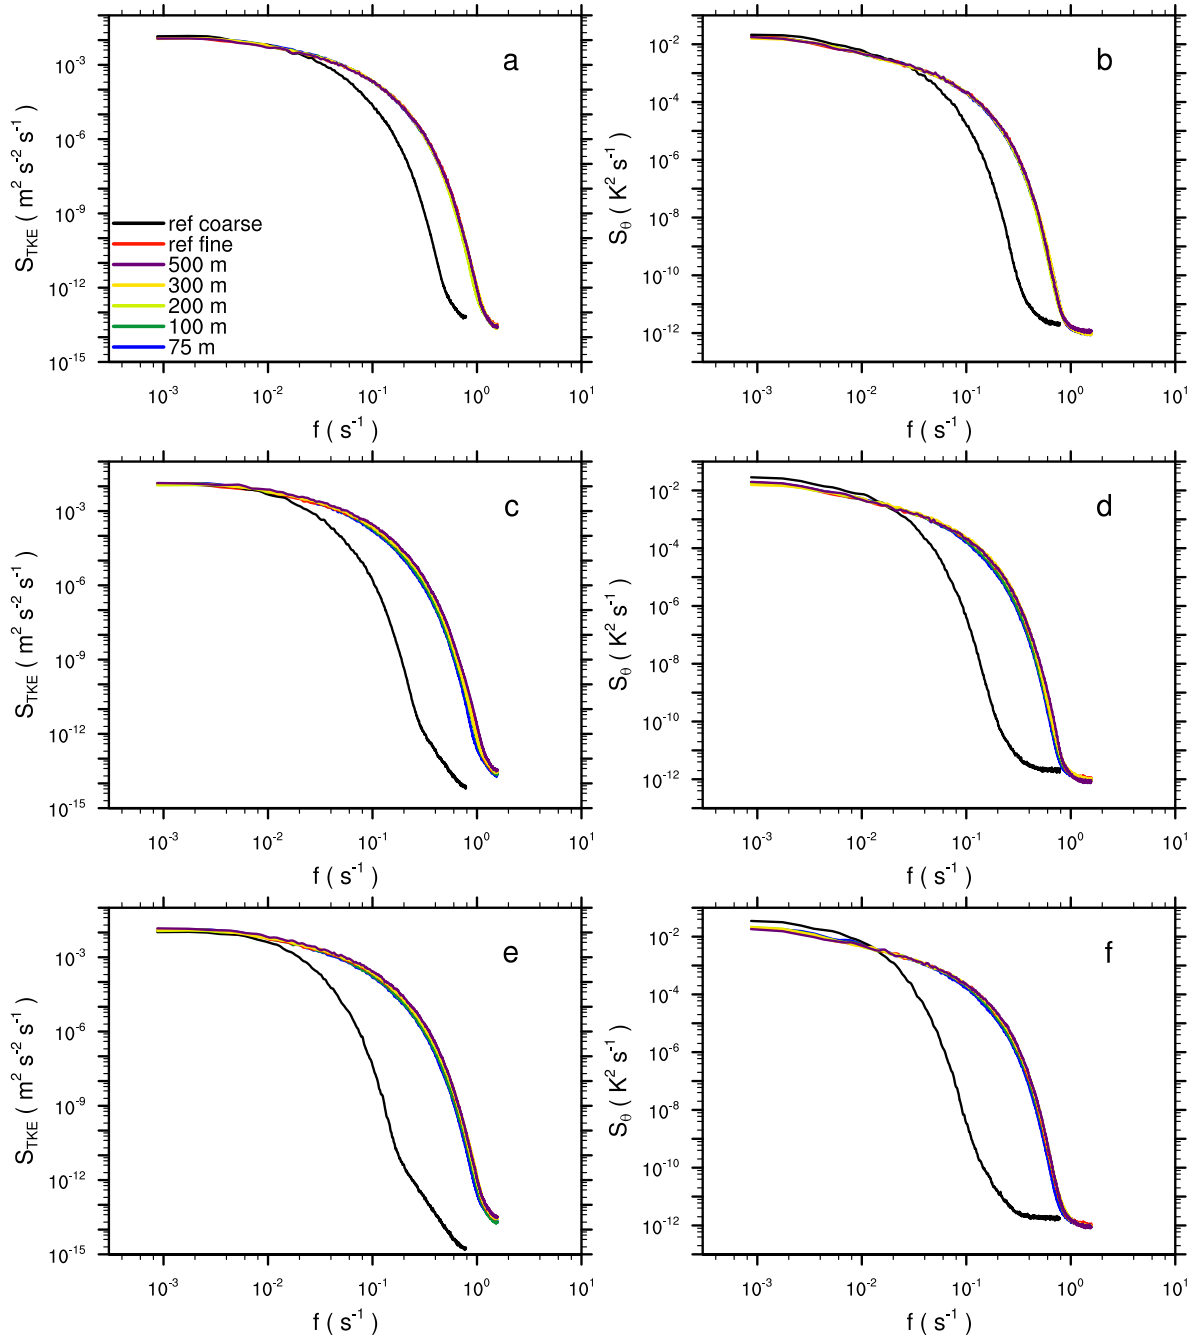 a
S_TKE ( m² s⁻² s⁻¹ )
10⁻³
10⁻⁶
10⁻⁹
10⁻¹²
10⁻¹⁵
ref coarse
ref fine
500 m
300 m
200 m
100 m
75 m
10⁻³ 10⁻² 10⁻¹ 10⁰ 10¹
f ( s⁻¹ )
b
S_θ ( K² s⁻¹ )
10⁻²
10⁻⁴
10⁻⁶
10⁻⁸
10⁻¹⁰
10⁻¹²
10⁻³ 10⁻² 10⁻¹ 10⁰ 10¹
f ( s⁻¹ )
c
S_TKE ( m² s⁻² s⁻¹ )
10⁻³
10⁻⁶
10⁻⁹
10⁻¹²
10⁻¹⁵
10⁻³ 10⁻² 10⁻¹ 10⁰ 10¹
f ( s⁻¹ )
d
S_θ ( K² s⁻¹ )
10⁻²
10⁻⁴
10⁻⁶
10⁻⁸
10⁻¹⁰
10⁻¹²
10⁻³ 10⁻² 10⁻¹ 10⁰ 10¹
f ( s⁻¹ )
e
S_TKE ( m² s⁻² s⁻¹ )
10⁻³
10⁻⁶
10⁻⁹
10⁻¹²
10⁻¹⁵
10⁻³ 10⁻² 10⁻¹ 10⁰ 10¹
f ( s⁻¹ )
f
S_θ ( K² s⁻¹ )
10⁻²
10⁻⁴
10⁻⁶
10⁻⁸
10⁻¹⁰
10⁻¹²
10⁻³ 10⁻² 10⁻¹ 10⁰ 10¹
f ( s⁻¹ )